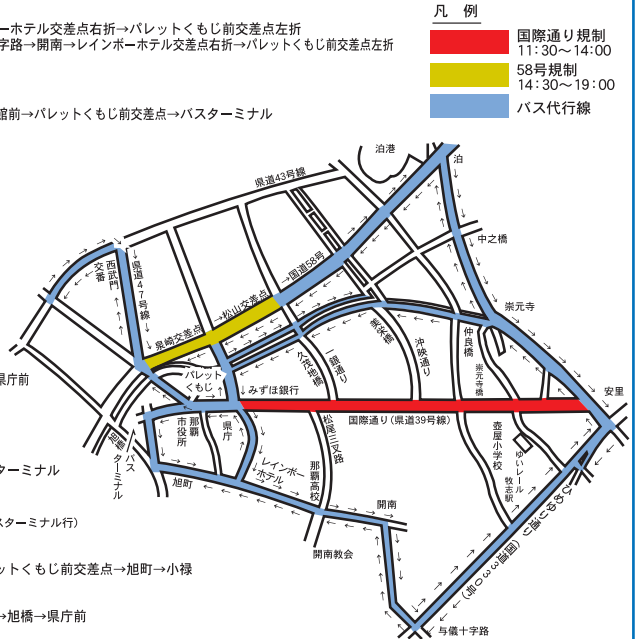 凡　例
国際通り規制
11:30～14:00
58号規制
14:30～19:00
バス代行線
ーホテル交差点右折→パレットくもじ前交差点左折
字路→開南→レインボーホテル交差点右折→パレットくもじ前交差点左折
館前→パレットくもじ前交差点→バスターミナル
泊港
泊
県道43号線
中之橋
国道58号
西武門
交番
県道47号線
松山交差点
泉崎交差点
崇元寺
美栄橋
沖映通り
仲良橋
崇元寺橋
久茂地橋
銀通り
県庁前
パレット
くもじ
みずほ銀行
安里
国際通り(県道39号線)
旭橋
バス
ターミナル
那覇
市役所
県庁
松尾三叉路
壺屋小学校
ゆいレール
牧志駅
ひめゆり通り(国道330号)
レインボー
ホテル
那覇高校
旭町
ターミナル
開南
スターミナル行)
開南教会
ットくもじ前交差点→旭町→小禄
→旭橋→県庁前
与儀十字路